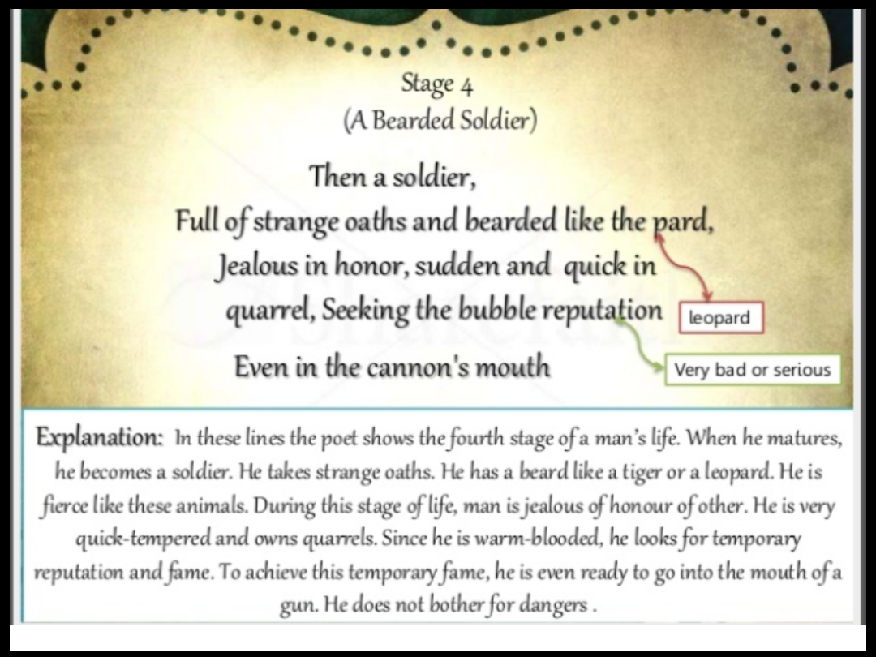 Stage 4
(A Bearded Soldier)
Then a soldier,
Full of strange oaths and bearded like the pard,
Jealous in honor, sudden and quick in
quarrel, Seeking the bubble reputation
leopard
Even in the cannon's mouth
Very bad or serious
Explanation: In these lines the poet shows the fourth stage of a man's life. When he matures,
he becomes a soldier. He takes strange oaths. He has a beard like a tiger or a leopard. He is
fierce like these animals. During this stage of life, man is jealous of honour of other. He is very
quick-tempered and owns quarrels. Since he is warm-blooded, he looks for temporary
reputation and fame. To achieve this temporary fame, he is even ready to go into the mouth of a
gun. He does not bother for dangers .